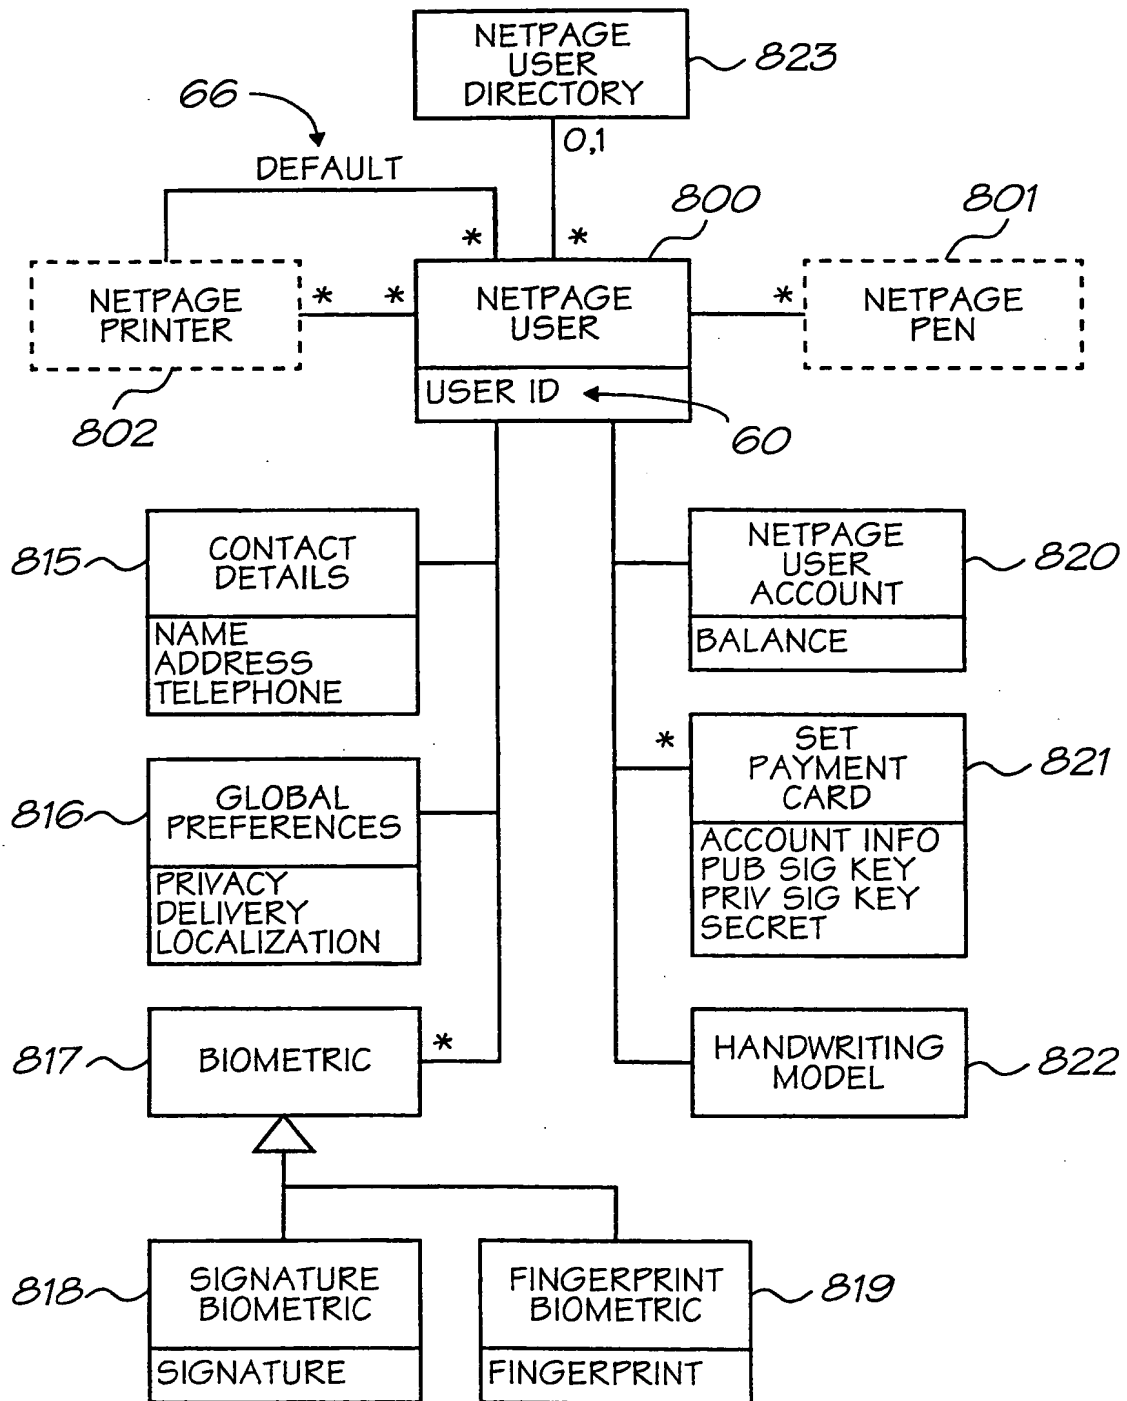 NETPAGE
USER
DIRECTORY
823
66
DEFAULT
0,1
800
801
*
*
NETPAGE
PRINTER
*
*
NETPAGE
USER
*
NETPAGE
PEN
802
USER ID
60
815
CONTACT
DETAILS
NAME
ADDRESS
TELEPHONE
NETPAGE
USER
ACCOUNT
BALANCE
820
816
GLOBAL
PREFERENCES
PRIVACY
DELIVERY
LOCALIZATION
*
SET
PAYMENT
CARD
ACCOUNT INFO
PUB SIG KEY
PRIV SIG KEY
SECRET
821
817
BIOMETRIC
*
HANDWRITING
MODEL
822
818
SIGNATURE
BIOMETRIC
SIGNATURE
FINGERPRINT
BIOMETRIC
FINGERPRINT
819